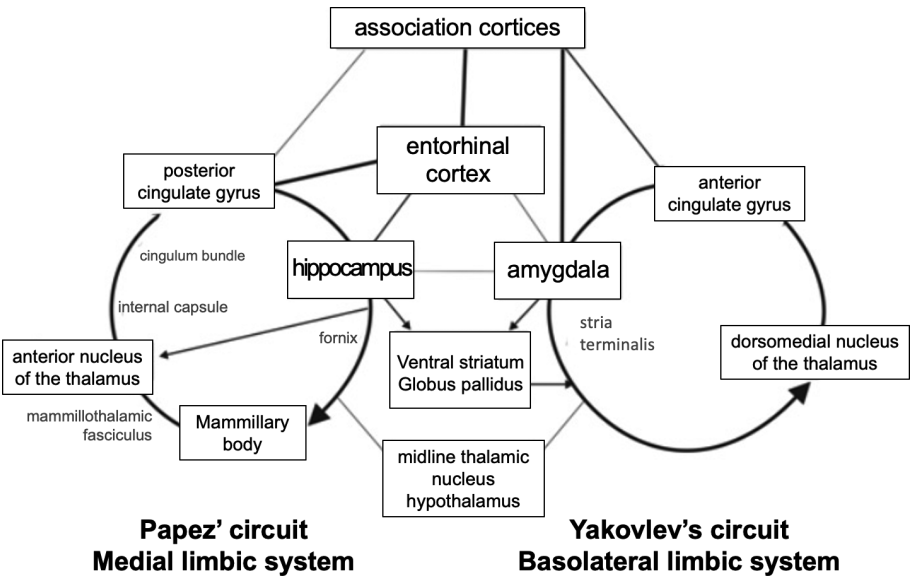 association cortices
entorhinal
cortex
posterior
cingulate gyrus
anterior
cingulate gyrus
cingulum bundle
hippocampus
amygdala
internal capsule
fornix
stria
terminalis
anterior nucleus
of the thalamus
Ventral striatum
Globus pallidus
dorsomedial nucleus
of the thalamus
mammillothalamic
fasciculus
Mammillary
body
midline thalamic
nucleus
hypothalamus
Papez’ circuit
Medial limbic system
Yakovlev’s circuit
Basolateral limbic system